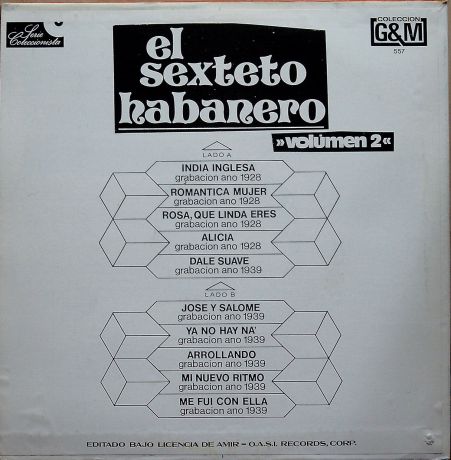 Serie
Coleccionista
COLECCION
G&M
557
el
sexteto
habanero
»volúmen 2«
LADO A
INDIA INGLESA
grabacion ano 1928
ROMANTICA MUJER
grabacion ano 1928
ROSA, QUE LINDA ERES
grabacion ano 1928
ALICIA
grabacion ano 1928
DALE SUAVE
grabacion ano 1939
LADO B
JOSE Y SALOME
grabacion ano 1939
YA NO HAY NA'
grabacion ano 1939
ARROLLANDO
grabacion ano 1939
MI NUEVO RITMO
grabacion ano 1939
ME FUI CON ELLA
grabacion ano 1939
EDITADO BAJO LICENCIA DE AMIR - O.A.S.I. RECORDS, CORP.